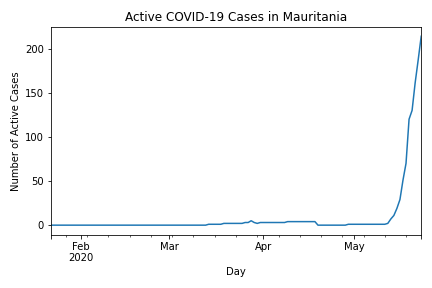 Active COVID-19 Cases in Mauritania
Number of Active Cases
200
150
100
50
0
Feb
2020
Mar
Apr
May
Day